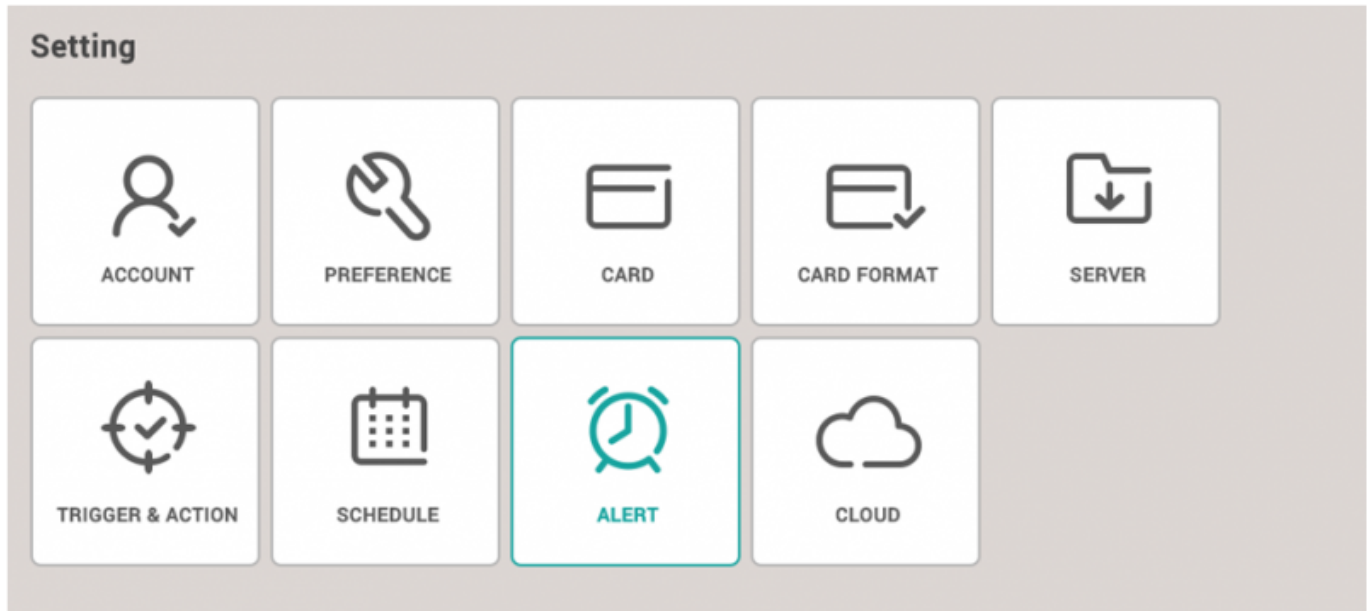 Setting
ACCOUNT
PREFERENCE
CARD
CARD FORMAT
SERVER
TRIGGER & ACTION
SCHEDULE
ALERT
CLOUD